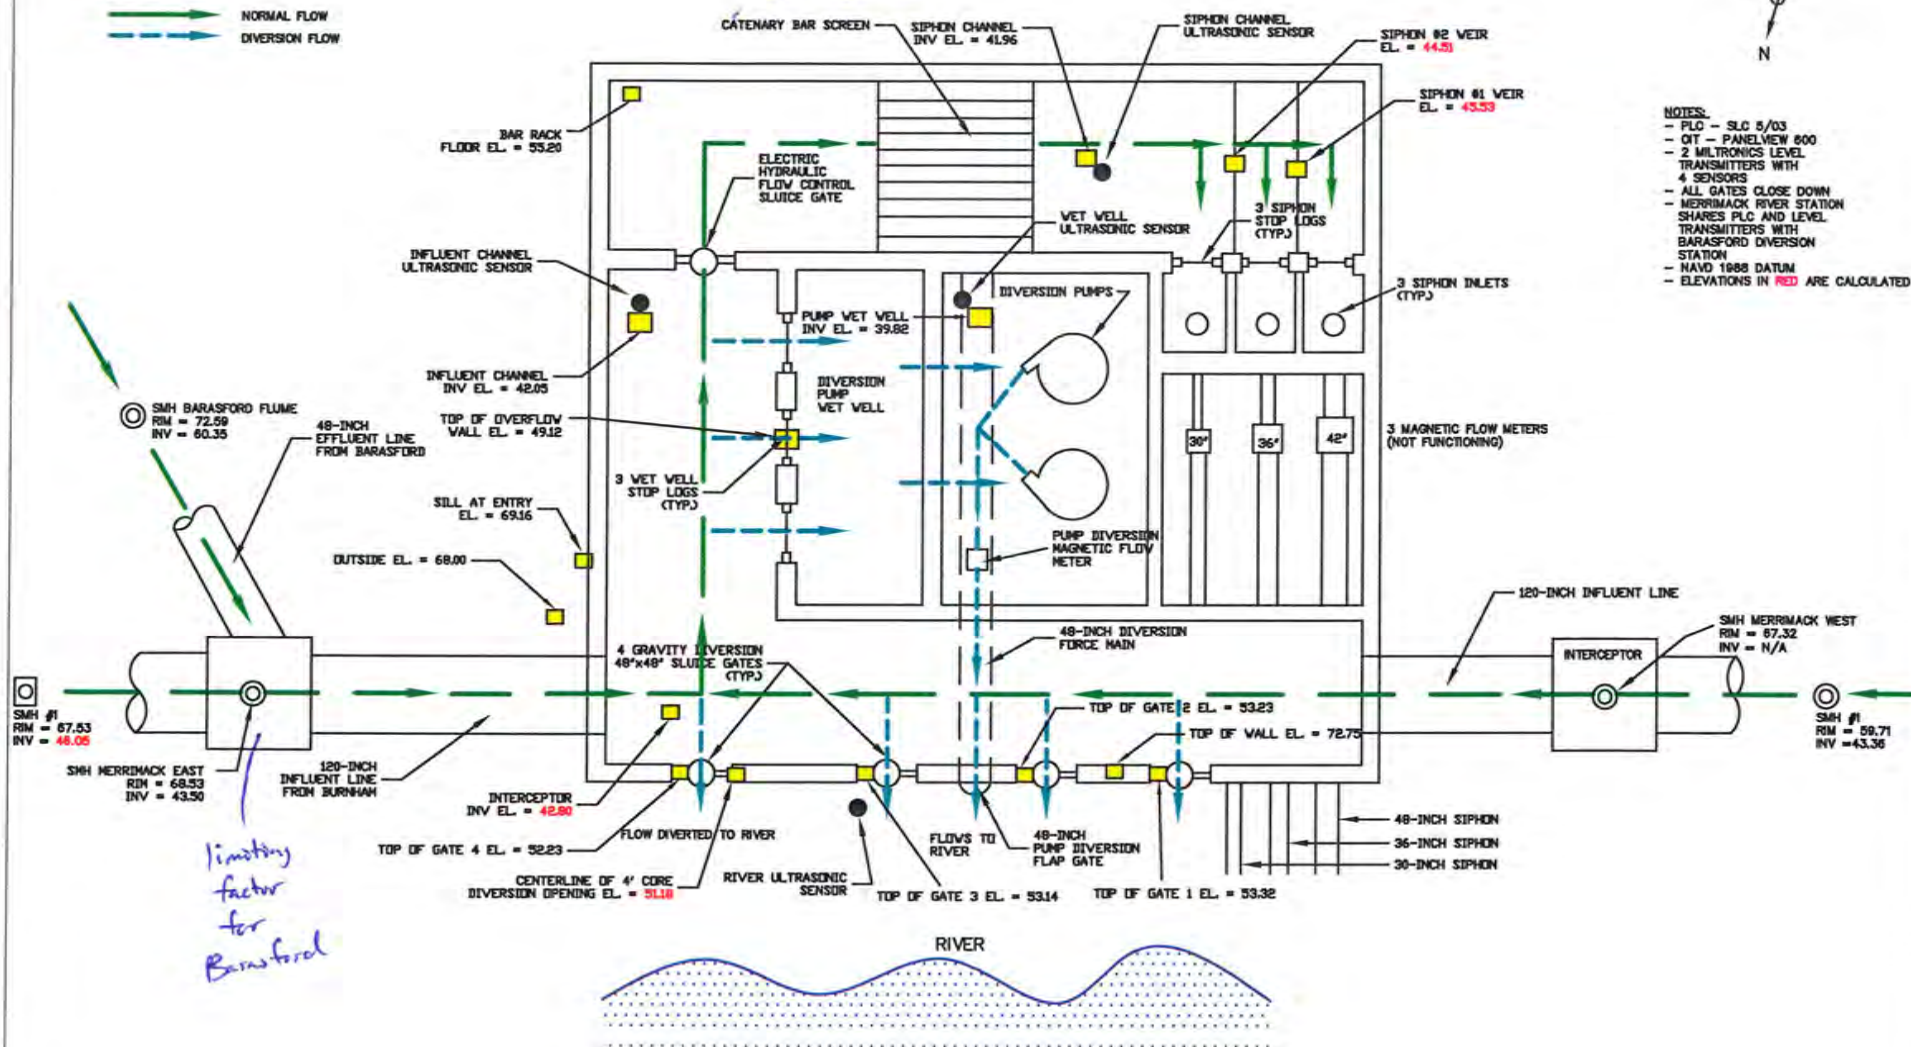 NORMAL FLOW
DIVERSION FLOW
CATENARY BAR SCREEN
SIPHON CHANNEL
INV EL. = 41.96
SIPHON CHANNEL
ULTRASONIC SENSOR
SIPHON #2 WEIR
EL. = 44.51
N
SIPHON #1 WEIR
EL. = 45.53
NOTES:
- PLC - SLC 5/03
- OIT - PANELVIEW 600
- 2 MILTRONICS LEVEL
TRANSMITTERS WITH
4 SENSORS
- ALL GATES CLOSE DOWN
- MERRIMACK RIVER STATION
SHARES PLC AND LEVEL
TRANSMITTERS WITH
BARASFORD DIVERSION
STATION
- NAVD 1988 DATUM
- ELEVATIONS IN RED ARE CALCULATED
BAR RACK
FLOOR EL. = 55.20
ELECTRIC
HYDRAULIC
FLOW CONTROL
SLUICE GATE
WET WELL
ULTRASONIC SENSOR
3 SIPHON
STOP LOGS
(TYP.)
INFLUENT CHANNEL
ULTRASONIC SENSOR
DIVERSION PUMPS
3 SIPHON INLETS
(TYP.)
PUMP WET WELL
INV EL. = 39.82
INFLUENT CHANNEL
INV EL. = 42.05
DIVERSION
PUMP
WET WELL
TOP OF OVERFLOW
WALL EL. = 49.12
SMH BARASFORD FLUME
RIM = 72.59
INV = 60.35
48-INCH
EFFLUENT LINE
FROM BARASFORD
30"
36"
42"
3 MAGNETIC FLOW METERS
(NOT FUNCTIONING)
3 WET WELL
STOP LOGS
(TYP.)
SILL AT ENTRY
EL. = 69.16
OUTSIDE EL. = 68.00
PUMP DIVERSION
MAGNETIC FLOW
METER
120-INCH INFLUENT LINE
SMH MERRIMACK WEST
RIM = 67.32
INV = N/A
INTERCEPTOR
4 GRAVITY DIVERSION
48"x48" SLUICE GATES
(TYP.)
48-INCH DIVERSION
FORCE MAIN
SMH #1
RIM = 67.53
INV = 46.05
TOP OF GATE 2 EL. = 53.23
TOP OF WALL EL. = 72.75
SMH #1
RIM = 59.71
INV =43.36
SMH MERRIMACK EAST
RIM = 68.53
INV = 43.50
120-INCH
INFLUENT LINE
FROM BURNHAM
INTERCEPTOR
INV EL. = 42.80
FLOW DIVERTED TO RIVER
TOP OF GATE 4 EL. = 52.23
CENTERLINE OF 4' CORE
DIVERSION OPENING EL. = 51.18
RIVER ULTRASONIC
SENSOR
FLOWS TO
RIVER
48-INCH
PUMP DIVERSION
FLAP GATE
TOP OF GATE 3 EL. = 53.14
TOP OF GATE 1 EL. = 53.32
48-INCH SIPHON
36-INCH SIPHON
30-INCH SIPHON
limiting
factor
for
Barasford
RIVER